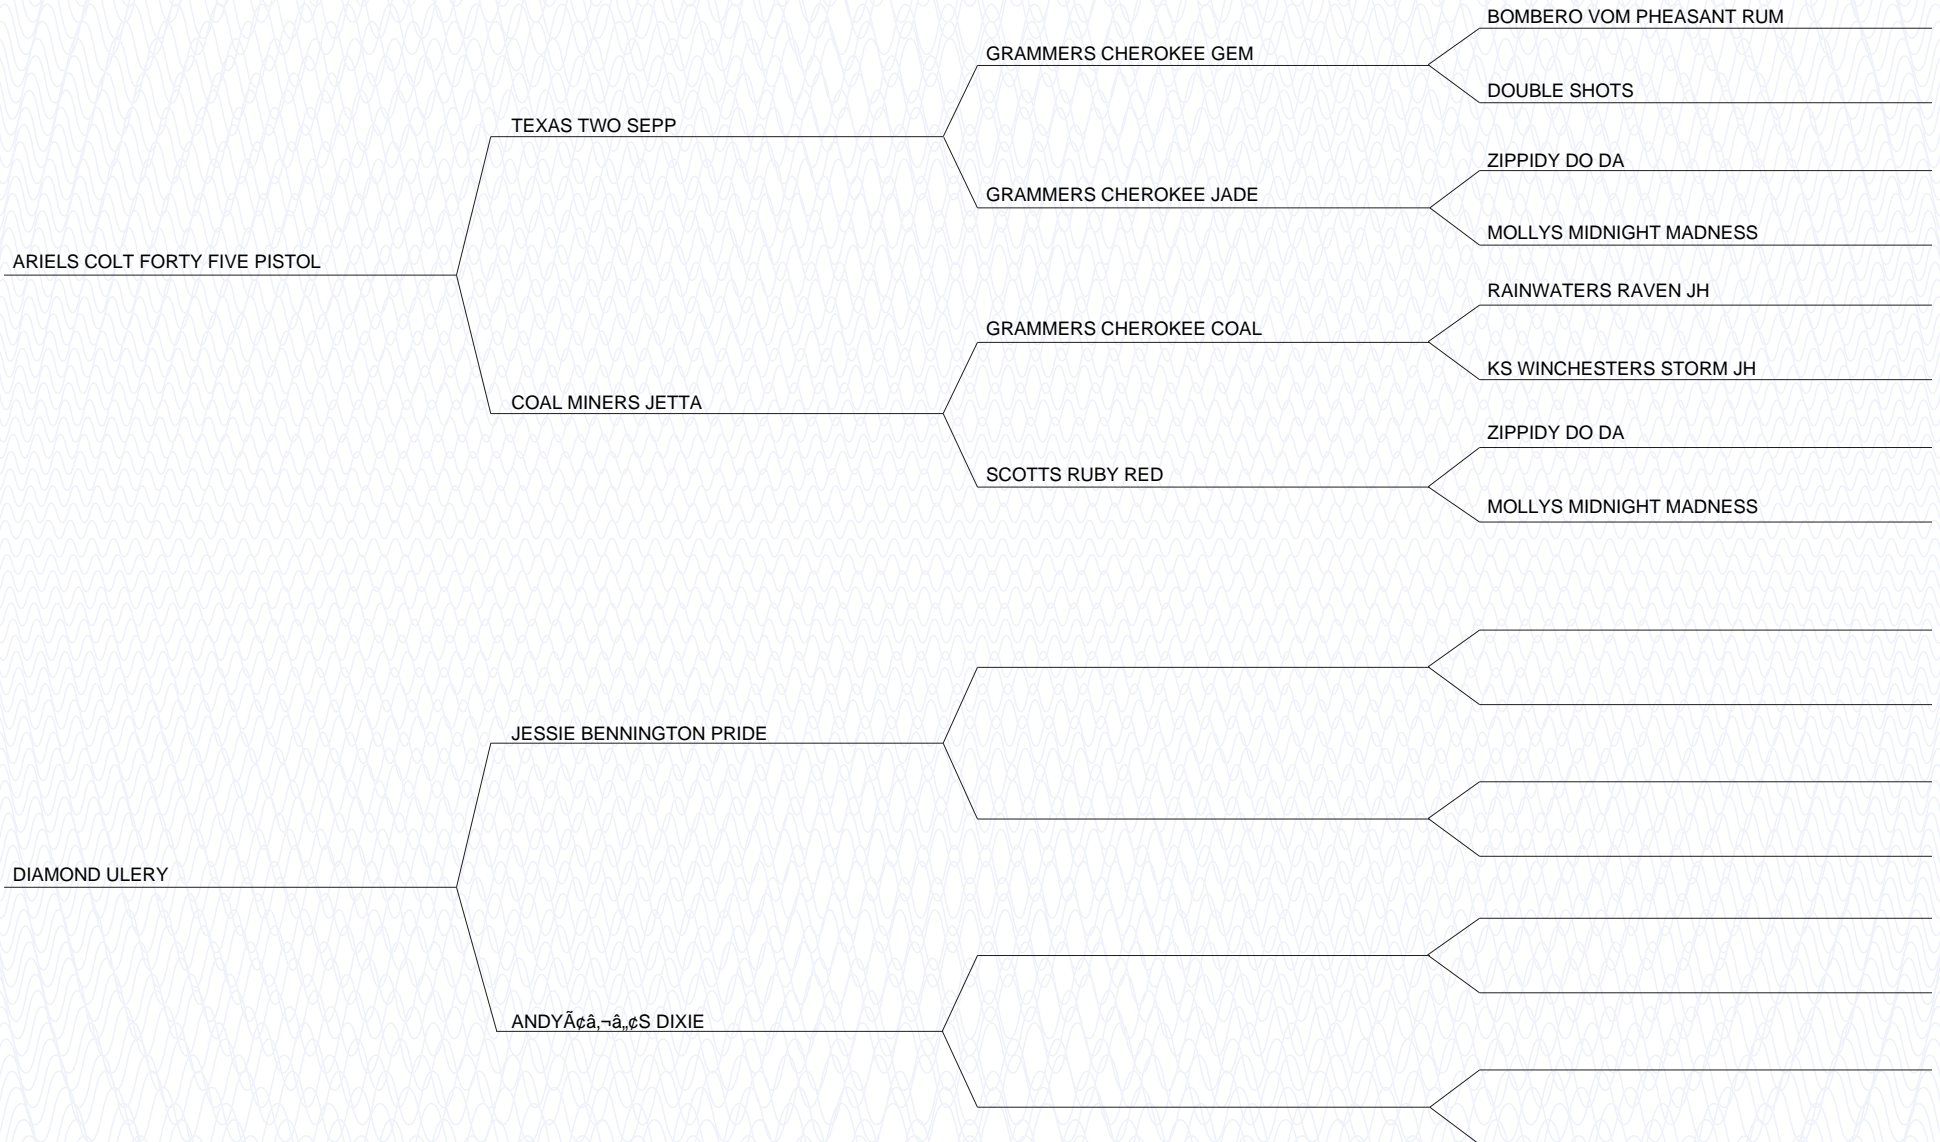 BOMBERO VOM PHEASANT RUM
GRAMMERS CHEROKEE GEM
DOUBLE SHOTS
TEXAS TWO SEPP
ZIPPIDY DO DA
GRAMMERS CHEROKEE JADE
MOLLYS MIDNIGHT MADNESS
ARIELS COLT FORTY FIVE PISTOL
RAINWATERS RAVEN JH
GRAMMERS CHEROKEE COAL
KS WINCHESTERS STORM JH
COAL MINERS JETTA
ZIPPIDY DO DA
SCOTTS RUBY RED
MOLLYS MIDNIGHT MADNESS
JESSIE BENNINGTON PRIDE
DIAMOND ULERY
ANDYÃ¢â‚¬â„¢S DIXIE